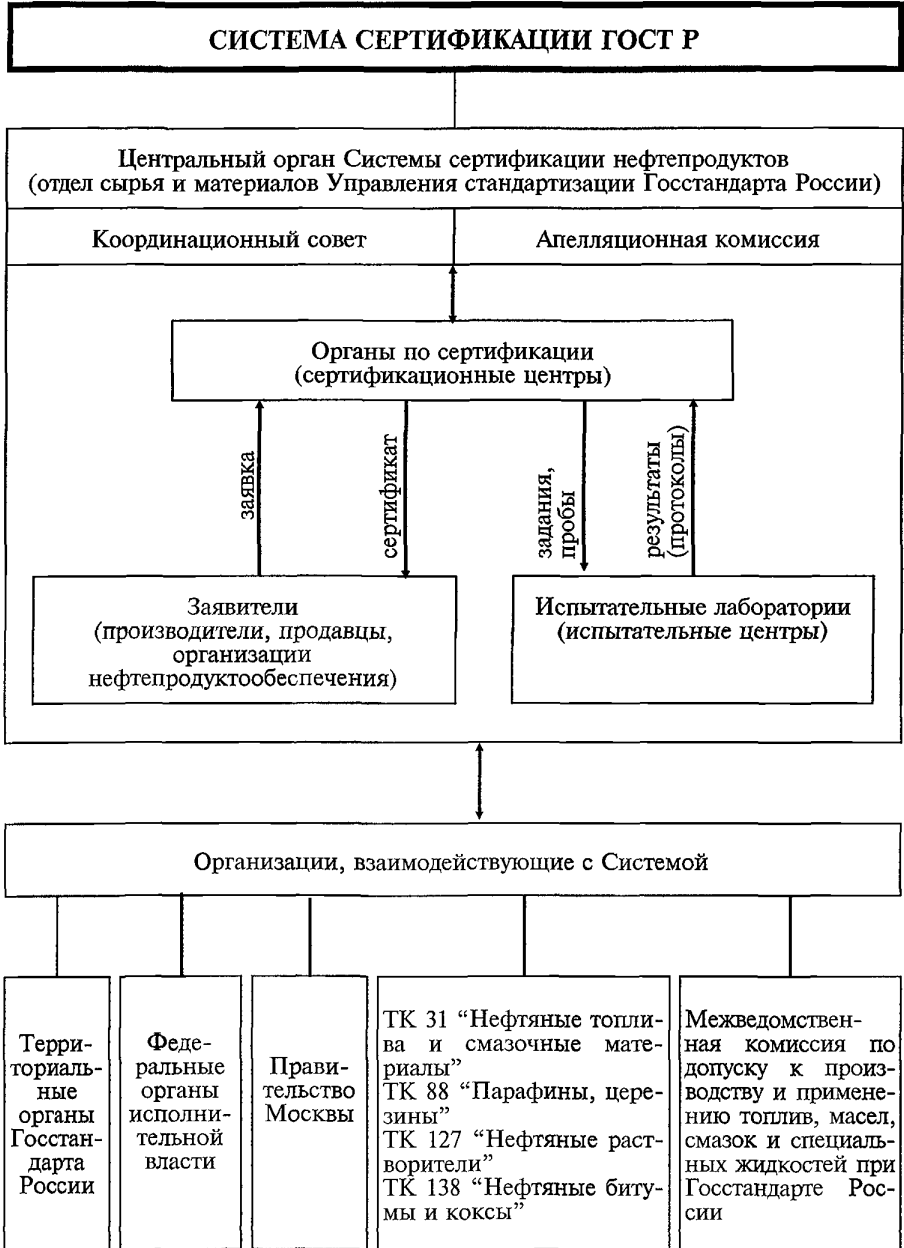 СИСТЕМА СЕРТИФИКАЦИИ ГОСТ Р
Центральный орган Системы сертификации нефтепродуктов
(отдел сырья и материалов Управления стандартизации Госстандарта России)
Координационный совет
Апелляционная комиссия
Органы по сертификации
(сертификационные центры)
заявка
сертификат
задания,
пробы
результаты
(протоколы)
Заявители
(производители, продавцы,
организации
нефтепродуктообеспечения)
Испытательные лаборатории
(испытательные центры)
Организации, взаимодействующие с Системой
Терри-
ториаль-
ные
органы
Госстан-
дарта
России
Феде-
ральные
органы
исполни-
тельной
власти
Прави-
тельство
Москвы
ТК 31 “Нефтяные топли-
ва и смазочные мате-
риалы”
ТК 88 “Парафины, цере-
зины”
ТК 127 “Нефтяные раст-
ворители”
ТК 138 “Нефтяные биту-
мы и коксы”
Межведомствен-
ная комиссия по
допуску к произ-
водству и примене-
нию топлив, масел,
смазок и специаль-
ных жидкостей при
Госстандарте Рос-
сии